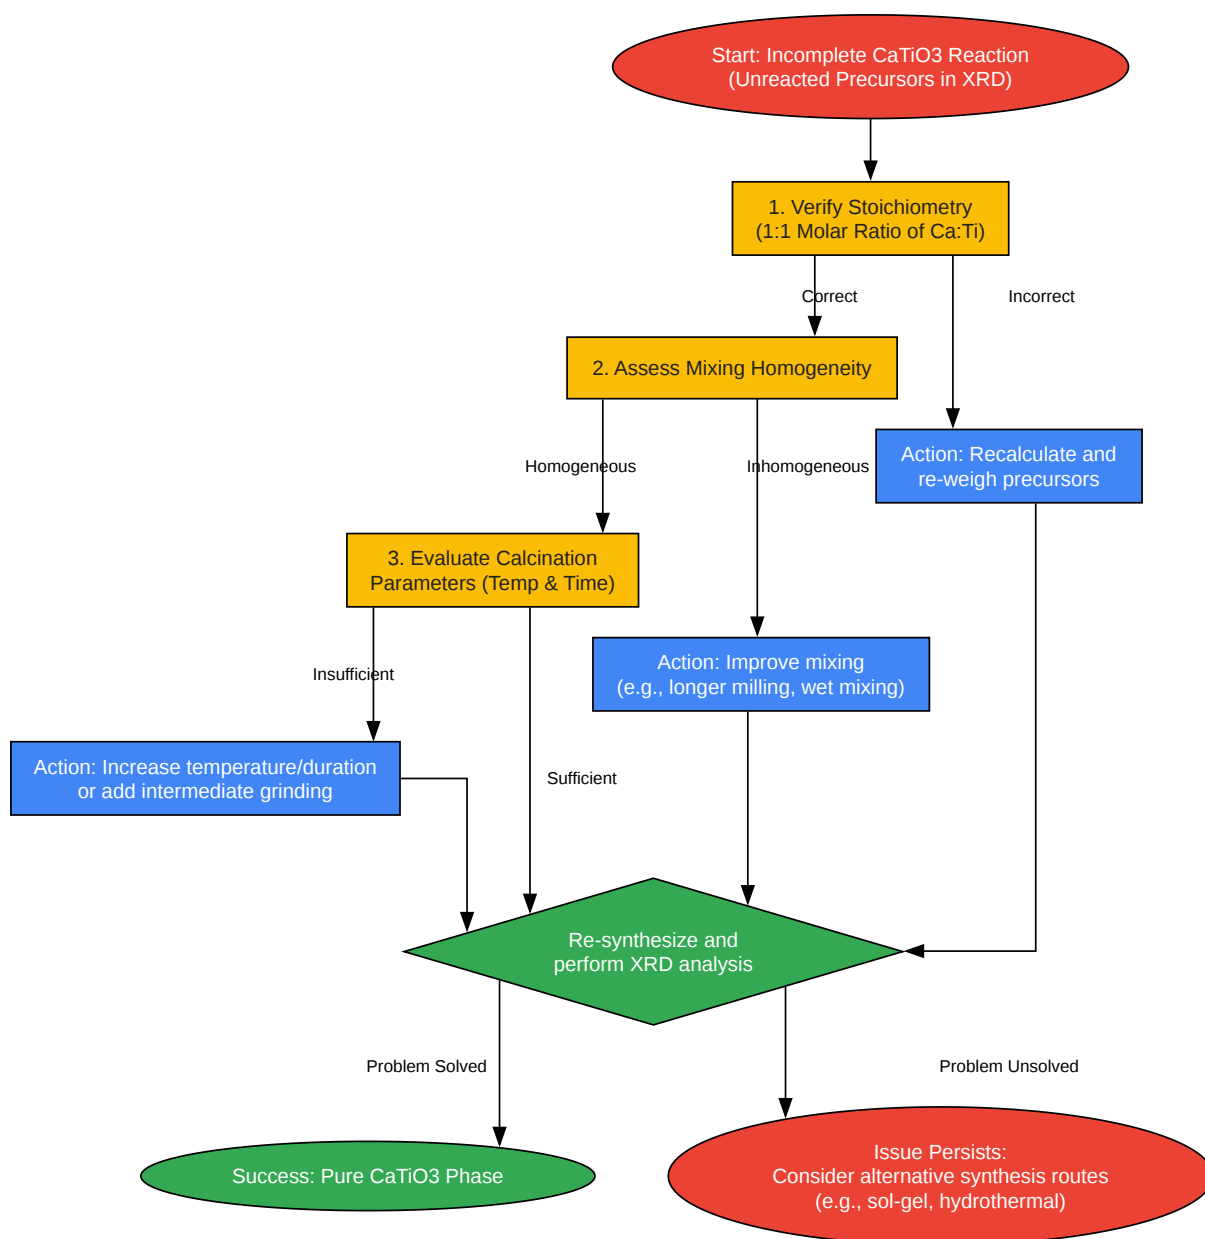 Start: Incomplete CaTiO3 Reaction
(Unreacted Precursors in XRD)
1. Verify Stoichiometry
(1:1 Molar Ratio of Ca:Ti)
Correct
Incorrect
2. Assess Mixing Homogeneity
Action: Recalculate and
re-weigh precursors
Homogeneous
Inhomogeneous
3. Evaluate Calcination
Parameters (Temp & Time)
Action: Improve mixing
(e.g., longer milling, wet mixing)
Insufficient
Action: Increase temperature/duration
or add intermediate grinding
Sufficient
Re-synthesize and
perform XRD analysis
Problem Solved
Problem Unsolved
Success: Pure CaTiO3 Phase
Issue Persists:
Consider alternative synthesis routes
(e.g., sol-gel, hydrothermal)